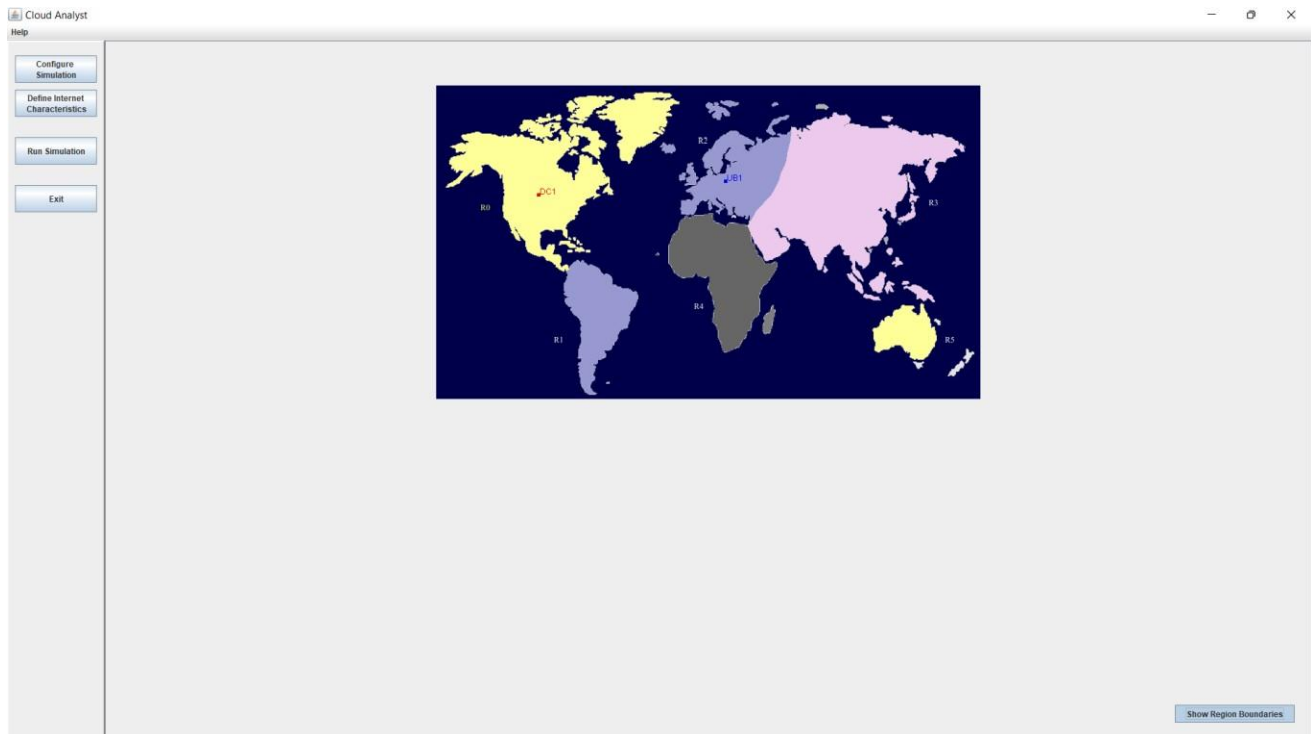 Cloud Analyst
Help
Configure
Simulation
Define Internet
Characteristics
Run Simulation
Exit
R2
UB1
DC1
R0
R3
R4
R1
R5
Show Region Boundaries